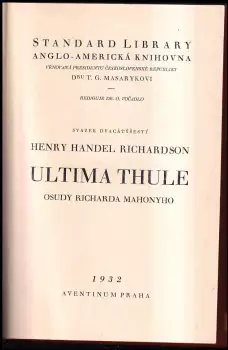 STANDARD LIBRARY
ANGLO-AMERICKÁ KNIHOVNA
VĚNOVANÁ PRESIDENTU ČESKOSLOVENSKÉ REPUBLIKY
DRU T. G. MASARYKOVI
REDIGUJE DR. O. VOČADLO
SVAZEK DVACÁTÝŠESTÝ
HENRY HANDEL RICHARDSON
ULTIMA THULE
OSUDY RICHARDA MAHONYHO
1932
AVENTINUM PRAHA